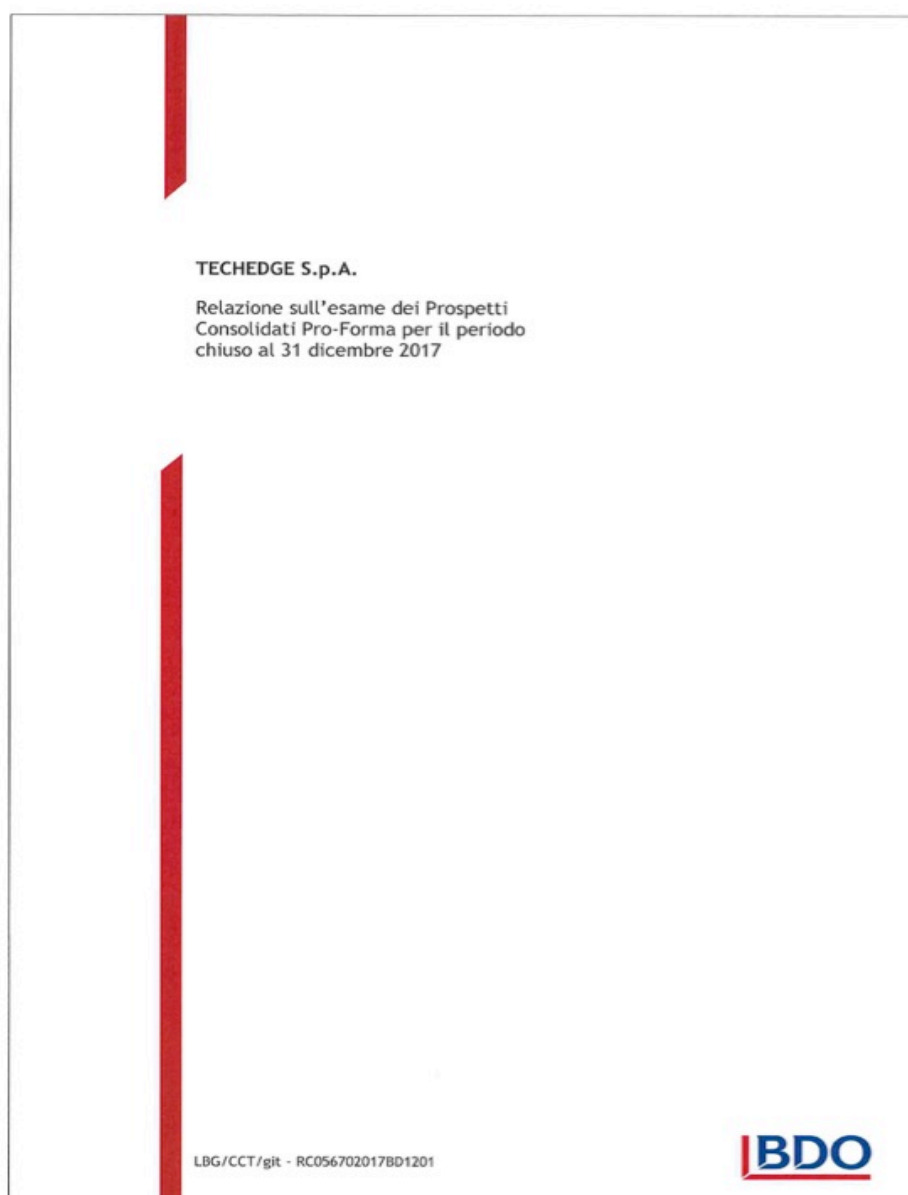 TECHEDGE S.p.A.
Relazione sull'esame dei Prospetti
Consolidati Pro-Forma per il periodo
chiuso al 31 dicembre 2017
LBG/CCT/git - RC056702017BD1201
BDO